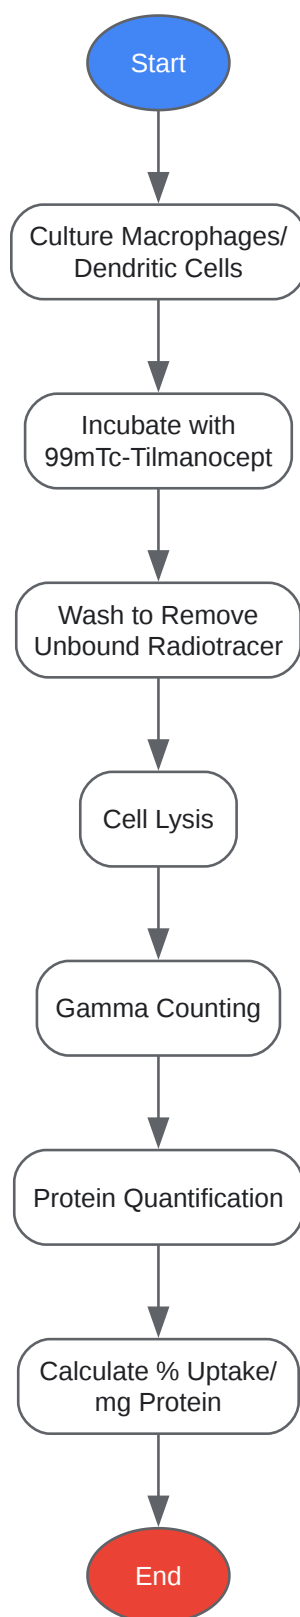 Start
Culture Macrophages/
Dendritic Cells
Incubate with
99mTc-Tilmanocept
Wash to Remove
Unbound Radiotracer
Cell Lysis
Gamma Counting
Protein Quantification
Calculate % Uptake/
mg Protein
End